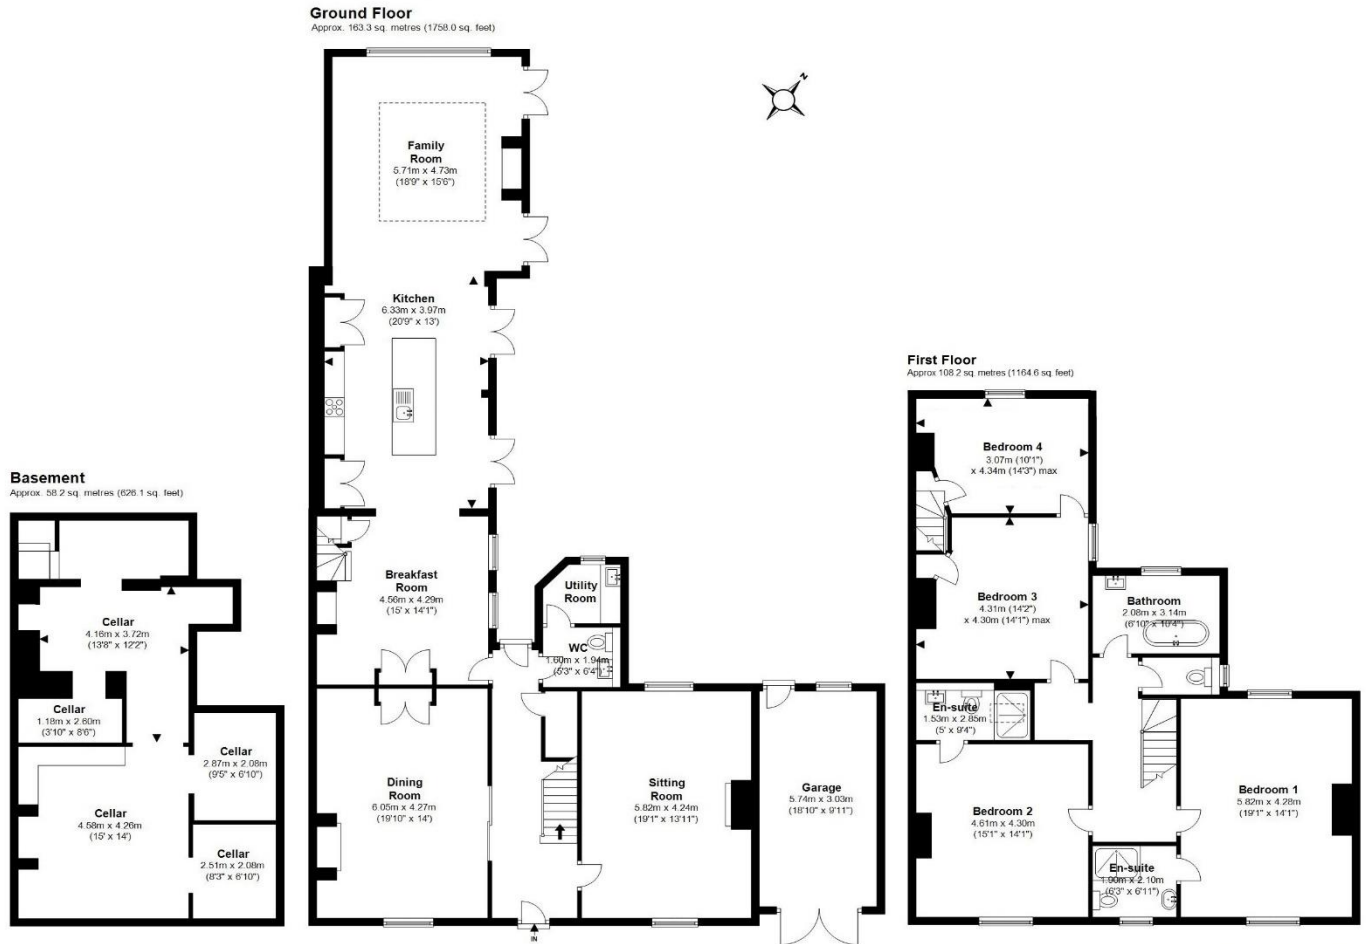 Ground Floor
Approx. 163.3 sq. metres (1758.0 sq. feet)
N
Family
Room
5.71m x 4.73m
(18'9" x 15'6")
Kitchen
6.33m x 3.97m
(20'9" x 13')
Breakfast
Room
4.56m x 4.29m
(15' x 14'1")
Utility
Room
WC
1.60m x 1.94m
(5'3" x 6'4")
Dining
Room
6.05m x 4.27m
(19'10" x 14')
Sitting
Room
5.82m x 4.24m
(19'1" x 13'11")
Garage
5.74m x 3.03m
(18'10" x 9'11")
IN
Basement
Approx. 58.2 sq. metres (626.1 sq. feet)
Cellar
4.16m x 3.72m
(13'8" x 12'2")
Cellar
1.18m x 2.60m
(3'10" x 8'6")
Cellar
2.87m x 2.08m
(9'5" x 6'10")
Cellar
4.58m x 4.26m
(15' x 14')
Cellar
2.51m x 2.08m
(8'3" x 6'10")
First Floor
Approx 108.2 sq. metres (1164.6 sq. feet)
Bedroom 4
3.07m (10'1")
x 4.34m (14'3") max
Bedroom 3
4.31m (14'2")
x 4.30m (14'1") max
Bathroom
2.08m x 3.14m
(6'10" x 10'4")
En-suite
1.53m x 2.85m
(5' x 9'4")
Bedroom 2
4.61m x 4.30m
(15'1" x 14'1")
Bedroom 1
5.82m x 4.28m
(19'1" x 14'1")
En-suite
1.90m x 2.10m
(6'3" x 6'11")